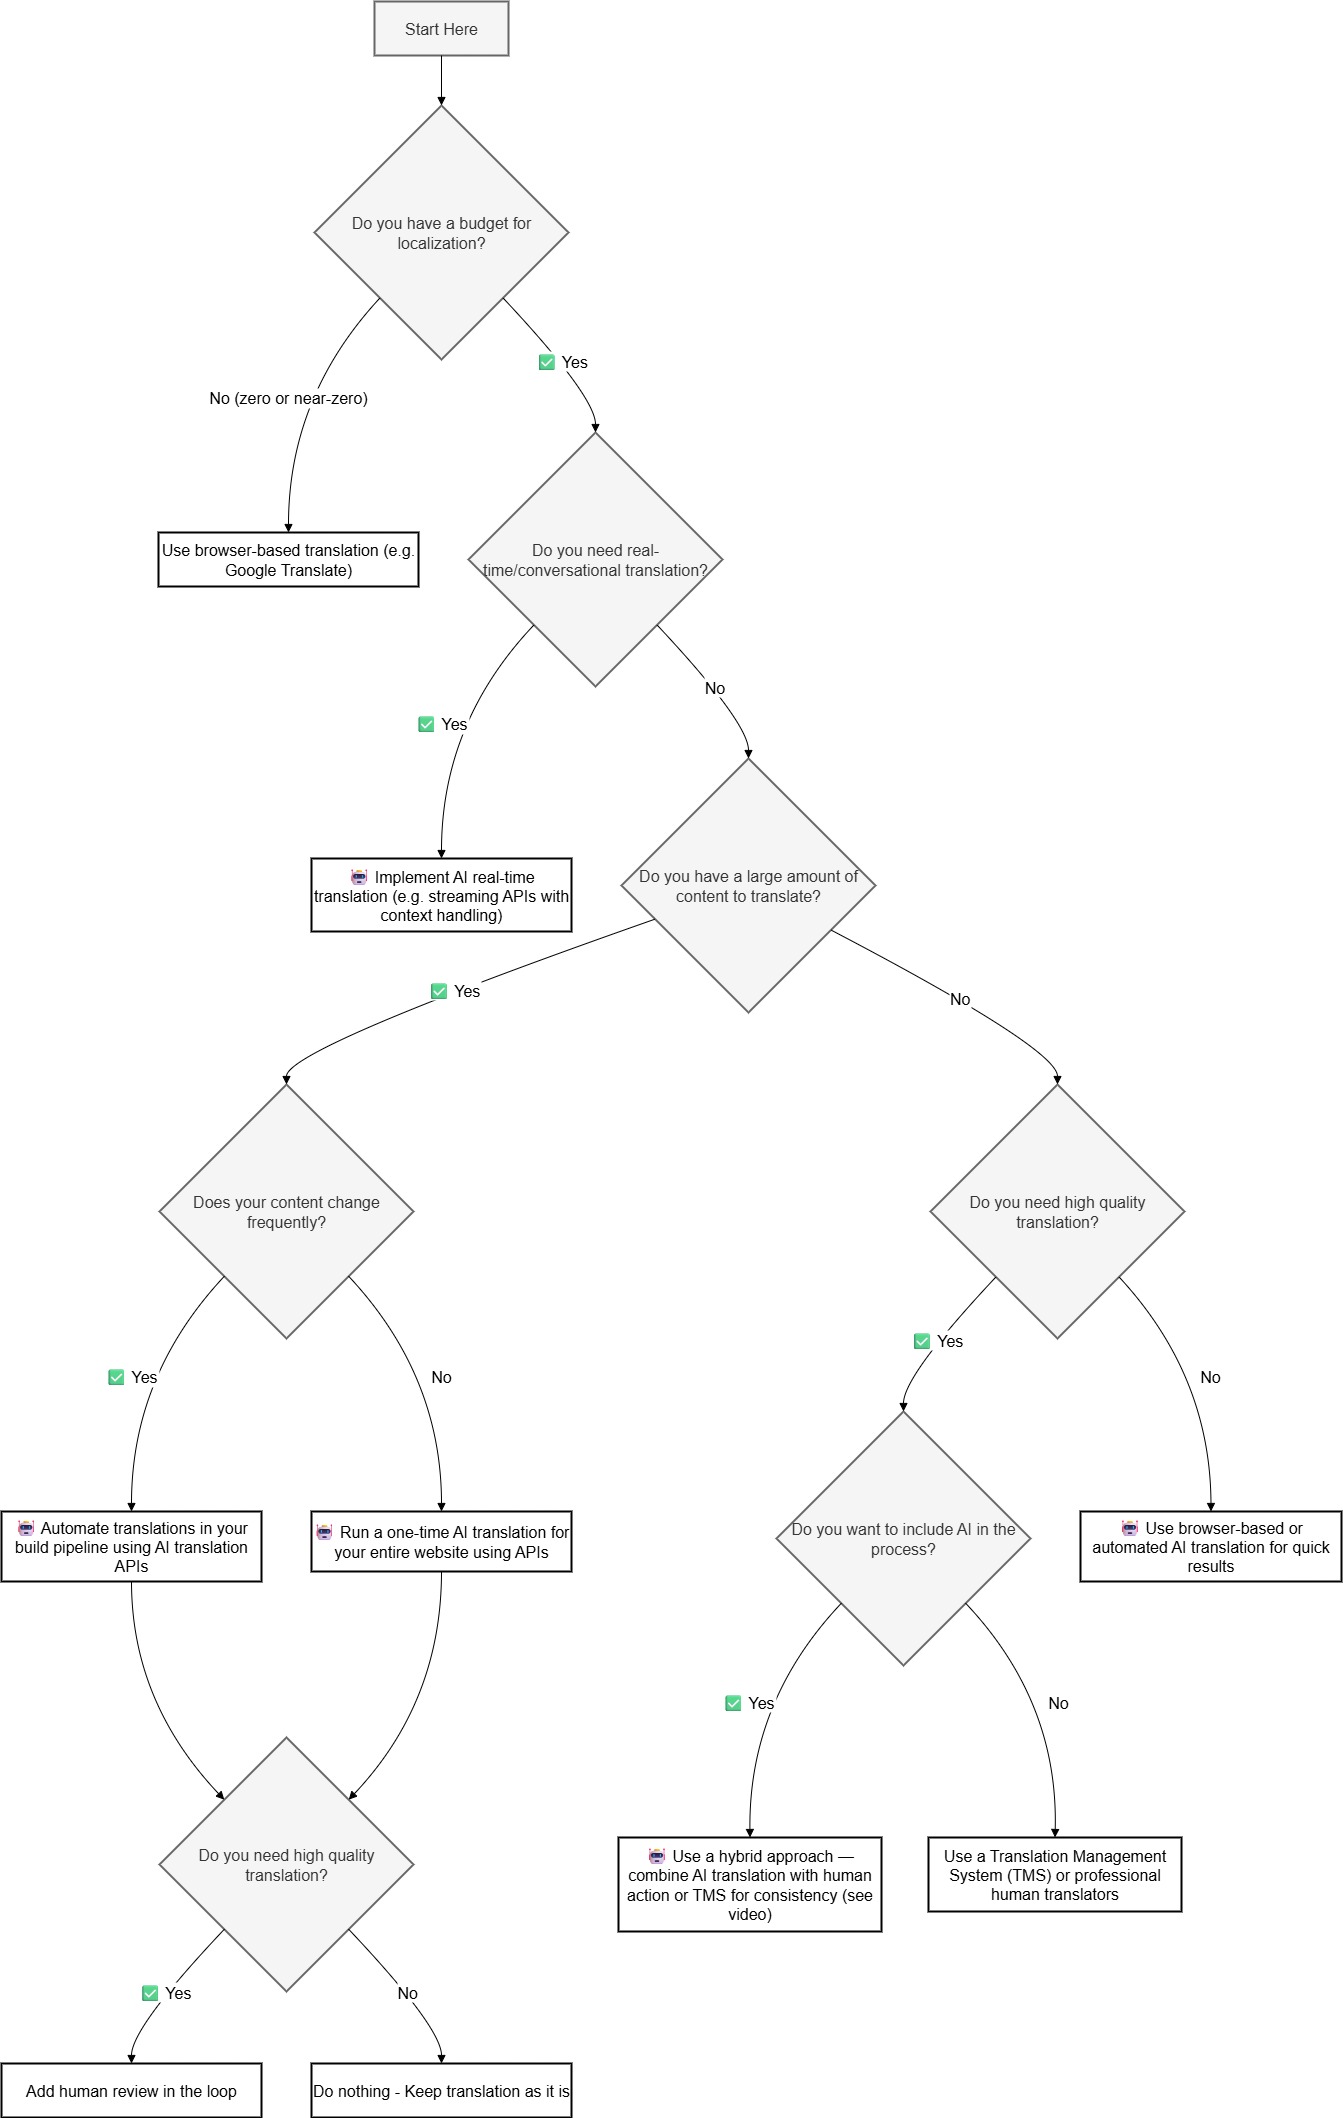 Start Here
Do you have a budget for
localization?
✅ Yes
No (zero or near-zero)
Use browser-based translation (e.g.
Google Translate)
Do you need real-
time/conversational translation?
No
✅ Yes
🤖 Implement AI real-time
translation (e.g. streaming APIs with
context handling)
Do you have a large amount of
content to translate?
✅ Yes
No
Does your content change
frequently?
Do you need high quality
translation?
✅ Yes
No
✅ Yes
No
🤖 Automate translations in your
build pipeline using AI translation
APIs
🤖 Run a one-time AI translation for
your entire website using APIs
Do you want to include AI in the
process?
🤖 Use browser-based or
automated AI translation for quick
results
✅ Yes
No
Do you need high quality
translation?
🤖 Use a hybrid approach —
combine AI translation with human
action or TMS for consistency (see
video)
Use a Translation Management
System (TMS) or professional
human translators
✅ Yes
No
Add human review in the loop
Do nothing - Keep translation as it is